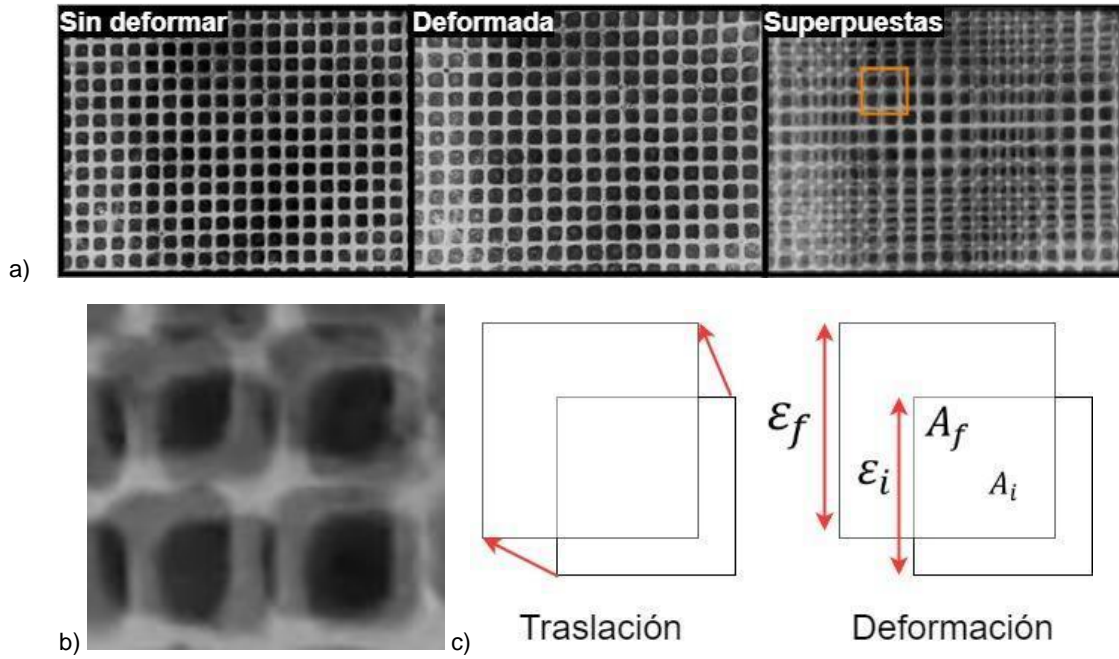 Sin deformar
Deformada
Superpuestas
a)
b)
c)
ε_f
ε_i
A_f
A_i
Traslación
Deformación